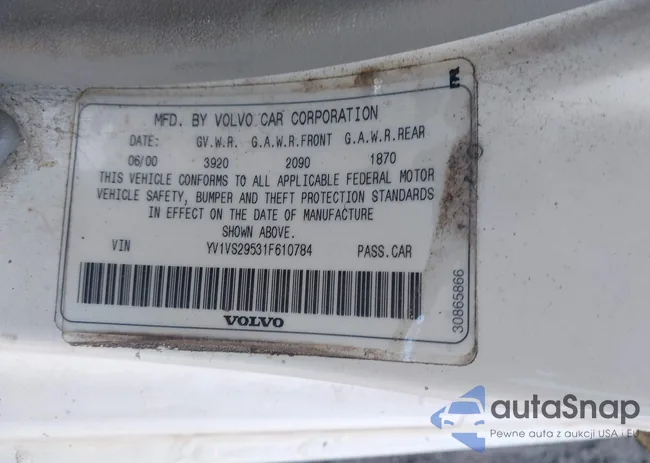 MFD. BY VOLVO CAR CORPORATION
DATE: GV.W.R. G.A.W.R.FRONT G.A.W.R.REAR
06/00 3920 2090 1870
THIS VEHICLE CONFORMS TO ALL APPLICABLE FEDERAL MOTOR
VEHICLE SAFETY, BUMPER AND THEFT PROTECTION STANDARDS
IN EFFECT ON THE DATE OF MANUFACTURE
SHOWN ABOVE.
VIN YV1VS29531F610784 PASS.CAR
VOLVO
30865866
autaSnap
Pewne auta z aukcji USA i EU